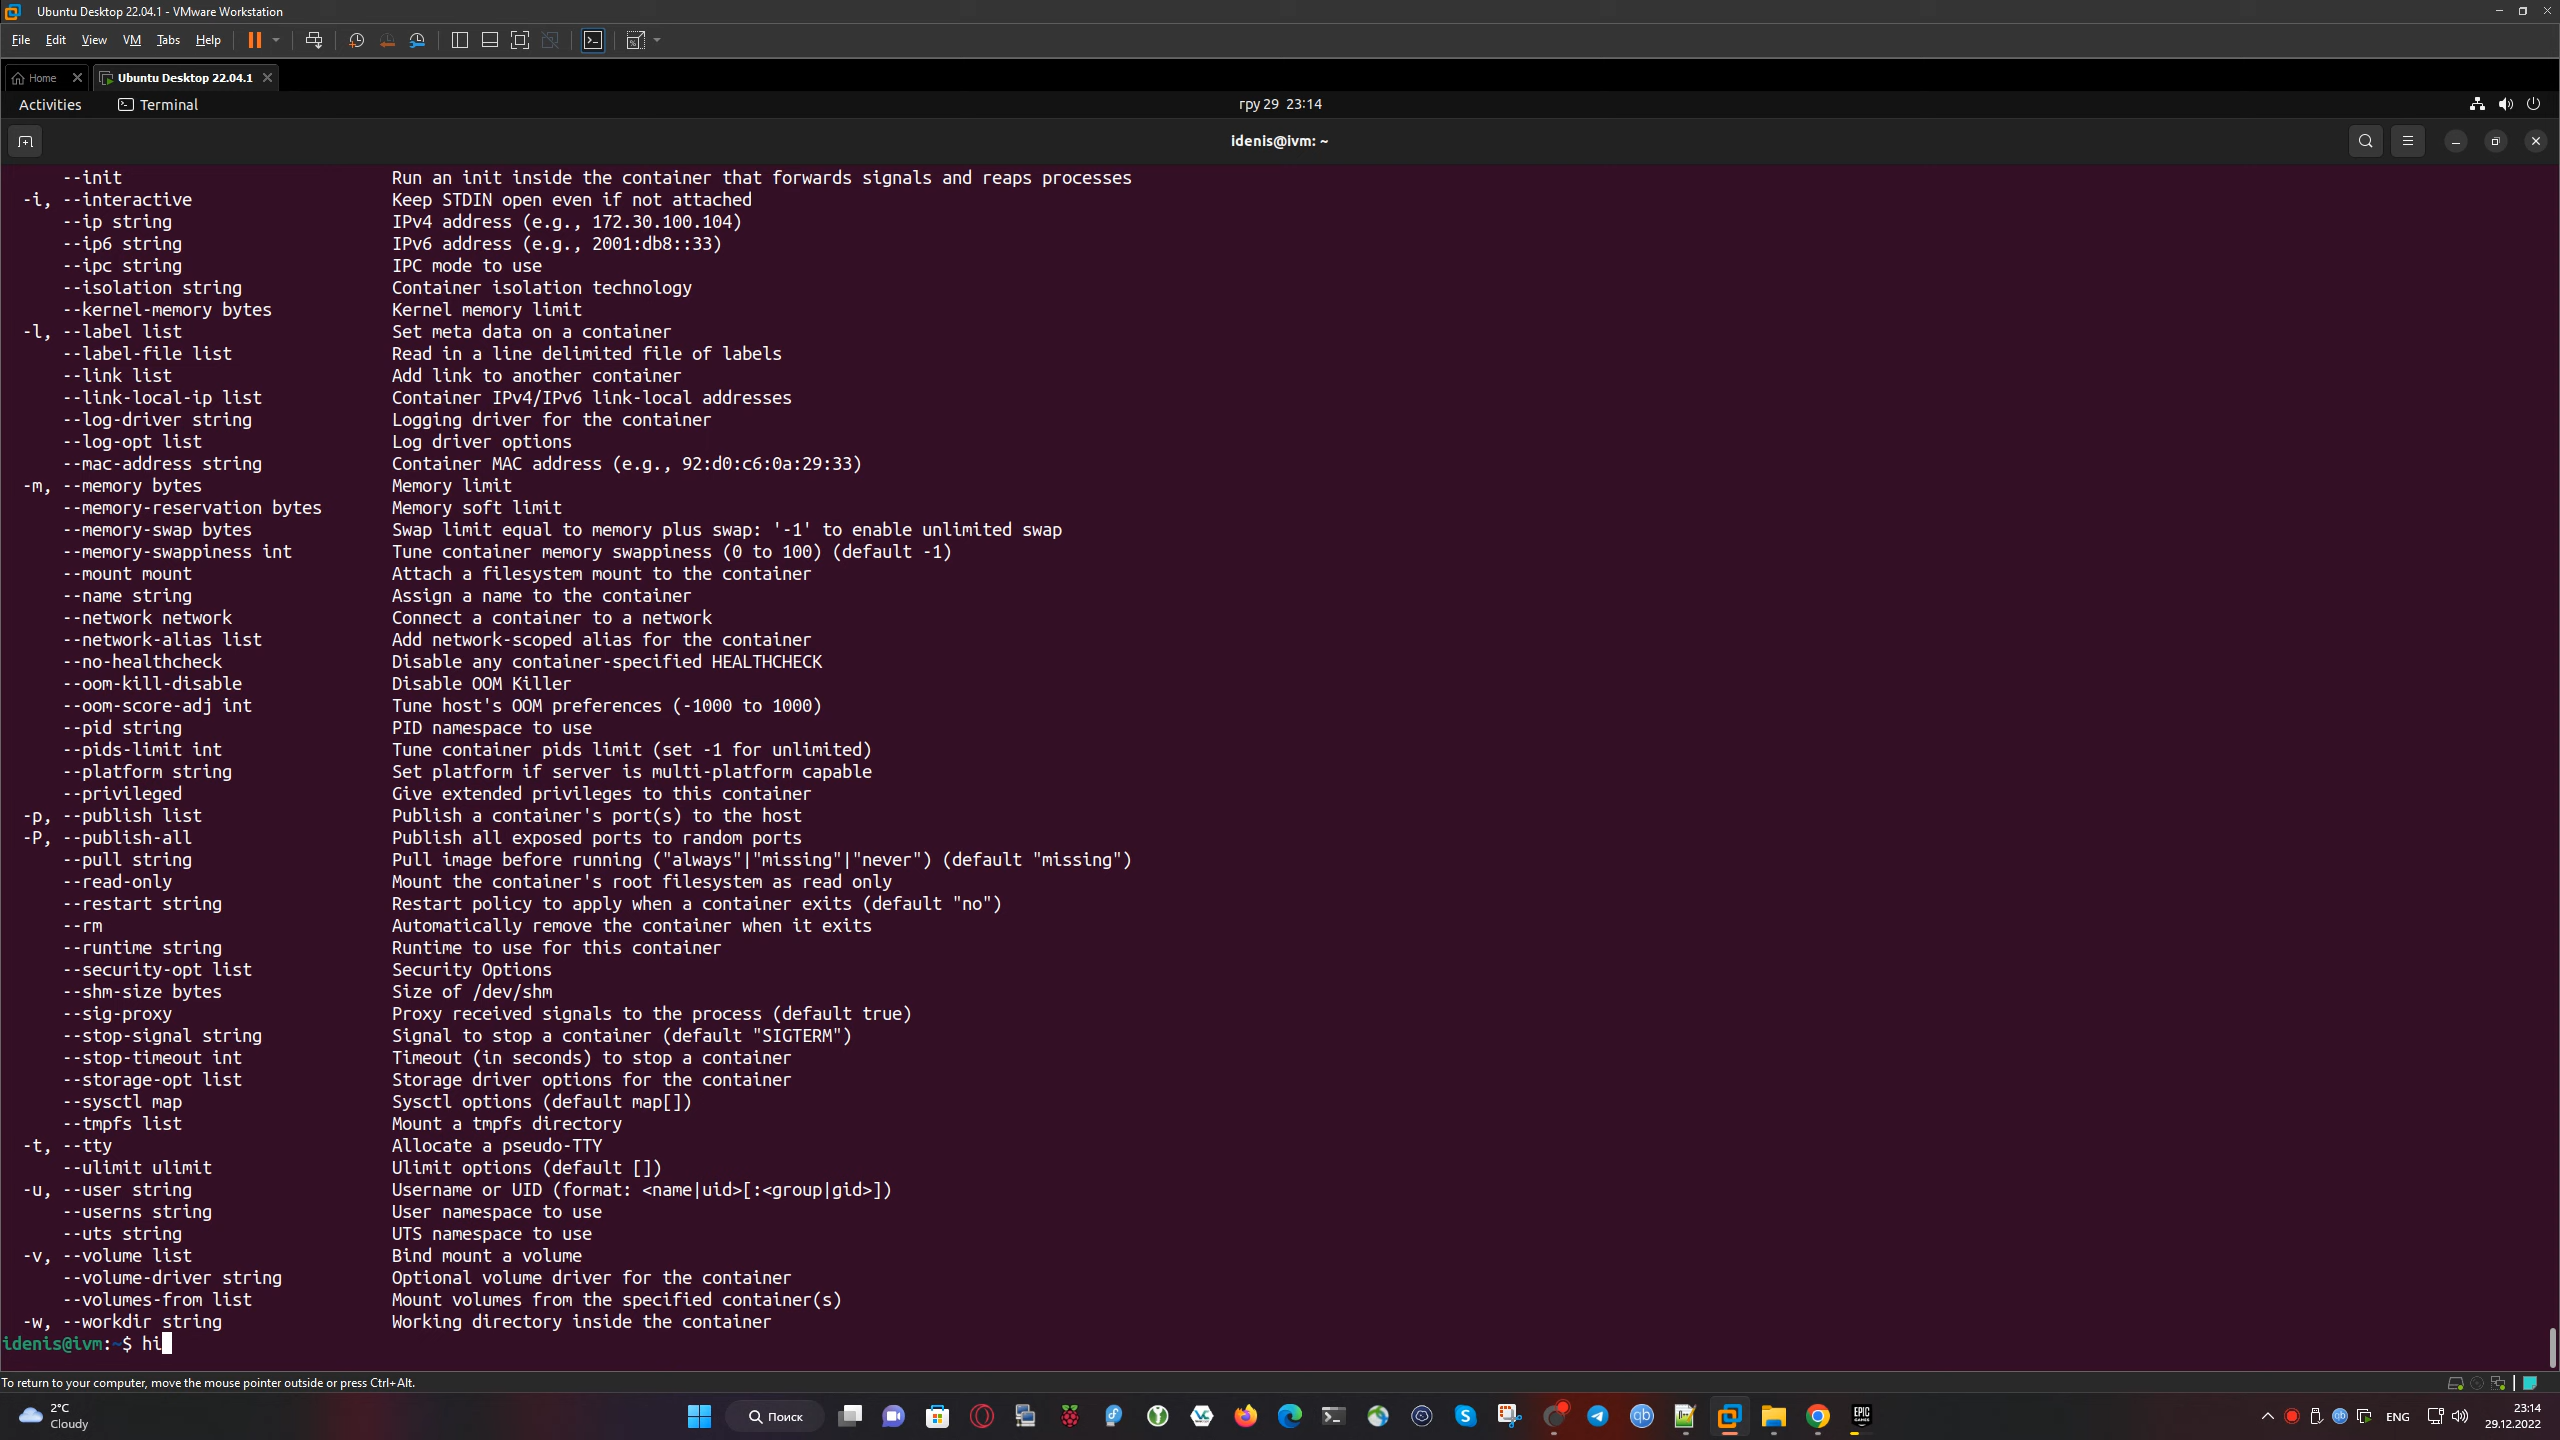 Ubuntu Desktop 22.04.1 - VMware Workstation
File Edit View VM Tabs Help
Home Ubuntu Desktop 22.04.1
Activities Terminal гру 29 23:14
idenis@ivm: ~
--init Run an init inside the container that forwards signals and reaps processes
-i, --interactive Keep STDIN open even if not attached
--ip string IPv4 address (e.g., 172.30.100.104)
--ip6 string IPv6 address (e.g., 2001:db8::33)
--ipc string IPC mode to use
--isolation string Container isolation technology
--kernel-memory bytes Kernel memory limit
-l, --label list Set meta data on a container
--label-file list Read in a line delimited file of labels
--link list Add link to another container
--link-local-ip list Container IPv4/IPv6 link-local addresses
--log-driver string Logging driver for the container
--log-opt list Log driver options
--mac-address string Container MAC address (e.g., 92:d0:c6:0a:29:33)
-m, --memory bytes Memory limit
--memory-reservation bytes Memory soft limit
--memory-swap bytes Swap limit equal to memory plus swap: '-1' to enable unlimited swap
--memory-swappiness int Tune container memory swappiness (0 to 100) (default -1)
--mount mount Attach a filesystem mount to the container
--name string Assign a name to the container
--network network Connect a container to a network
--network-alias list Add network-scoped alias for the container
--no-healthcheck Disable any container-specified HEALTHCHECK
--oom-kill-disable Disable OOM Killer
--oom-score-adj int Tune host's OOM preferences (-1000 to 1000)
--pid string PID namespace to use
--pids-limit int Tune container pids limit (set -1 for unlimited)
--platform string Set platform if server is multi-platform capable
--privileged Give extended privileges to this container
-p, --publish list Publish a container's port(s) to the host
-P, --publish-all Publish all exposed ports to random ports
--pull string Pull image before running ("always"|"missing"|"never") (default "missing")
--read-only Mount the container's root filesystem as read only
--restart string Restart policy to apply when a container exits (default "no")
--rm Automatically remove the container when it exits
--runtime string Runtime to use for this container
--security-opt list Security Options
--shm-size bytes Size of /dev/shm
--sig-proxy Proxy received signals to the process (default true)
--stop-signal string Signal to stop a container (default "SIGTERM")
--stop-timeout int Timeout (in seconds) to stop a container
--storage-opt list Storage driver options for the container
--sysctl map Sysctl options (default map[])
--tmpfs list Mount a tmpfs directory
-t, --tty Allocate a pseudo-TTY
--ulimit ulimit Ulimit options (default [])
-u, --user string Username or UID (format: <name|uid>[:<group|gid>])
--userns string User namespace to use
--uts string UTS namespace to use
-v, --volume list Bind mount a volume
--volume-driver string Optional volume driver for the container
--volumes-from list Mount volumes from the specified container(s)
-w, --workdir string Working directory inside the container
idenis@ivm:~$ hi
To return to your computer, move the mouse pointer outside or press Ctrl+Alt.
2°C
Cloudy
Поиск
ENG
23:14
29.12.2022